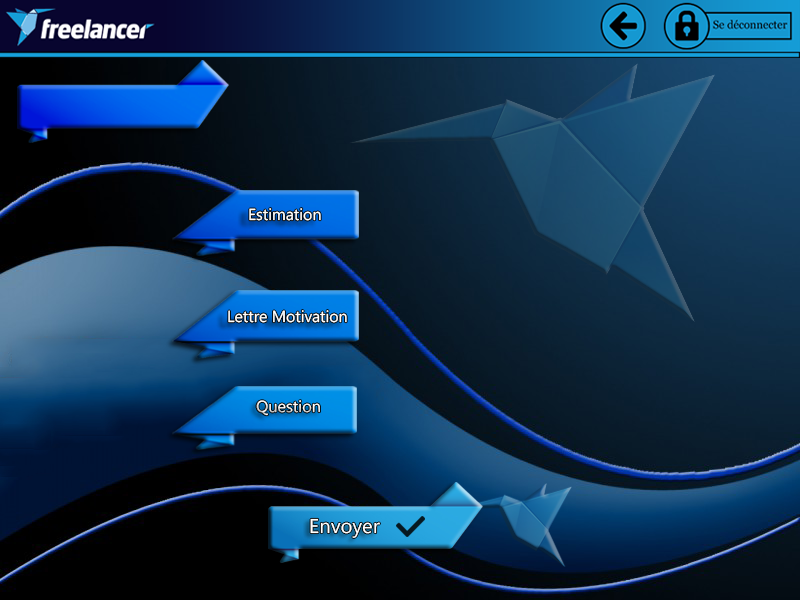 freelancer
Se déconnecter
Estimation
Lettre Motivation
Question
Envoyer